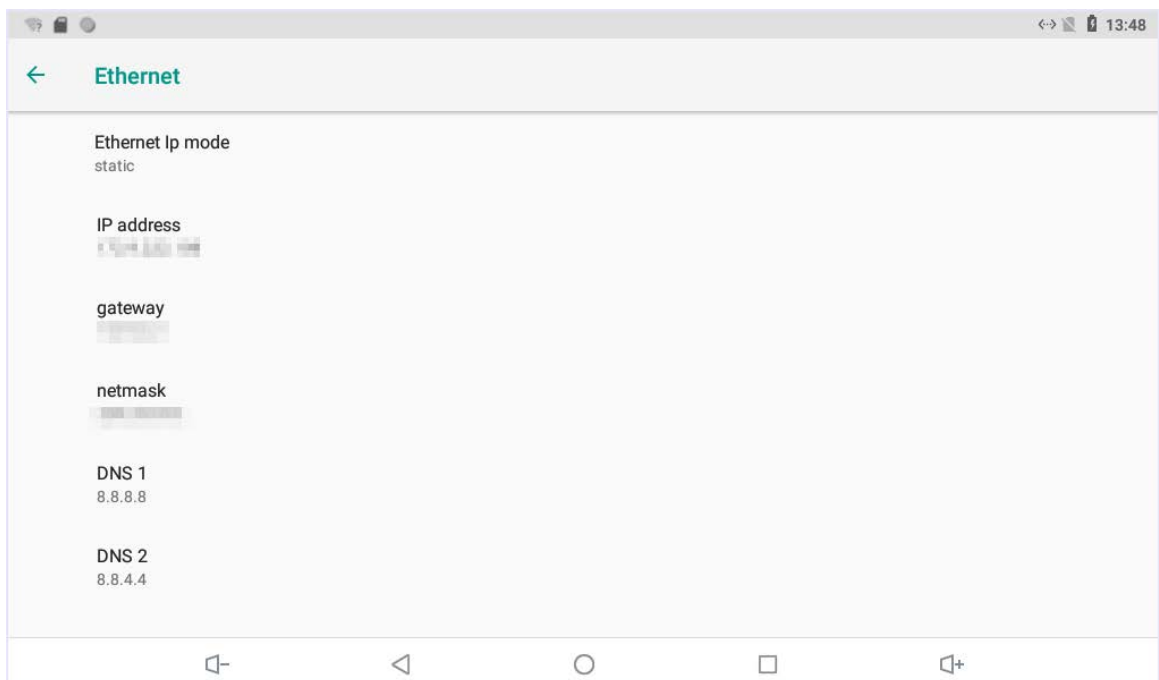 13:48
Ethernet
Ethernet Ip mode
static
IP address
gateway
netmask
DNS 1
8.8.8.8
DNS 2
8.8.4.4